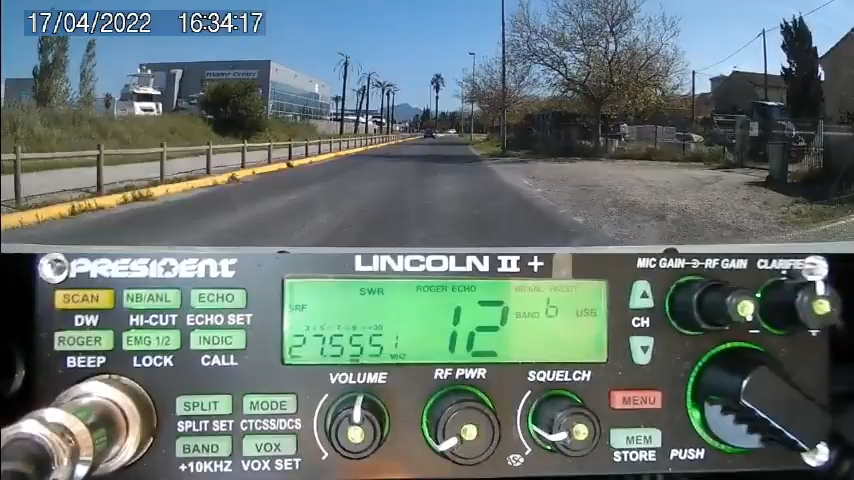 17/04/2022 16:34:17
PRESIDENT LINCOLN II + MIC GAIN RF GAIN CLARIFIER
SCAN NB/ANL ECHO
DW HI-CUT ECHO SET
ROGER EMG 1/2 INDIC
BEEP LOCK CALL
SWR ROGER ECHO
SRF 12 BAND 6 USB
27.555 MHZ
CH
VOLUME RF PWR SQUELCH
SPLIT MODE MENU
SPLIT SET CTCSS/DCS
BAND VOX MEM
+10KHZ VOX SET ASC STORE PUSH